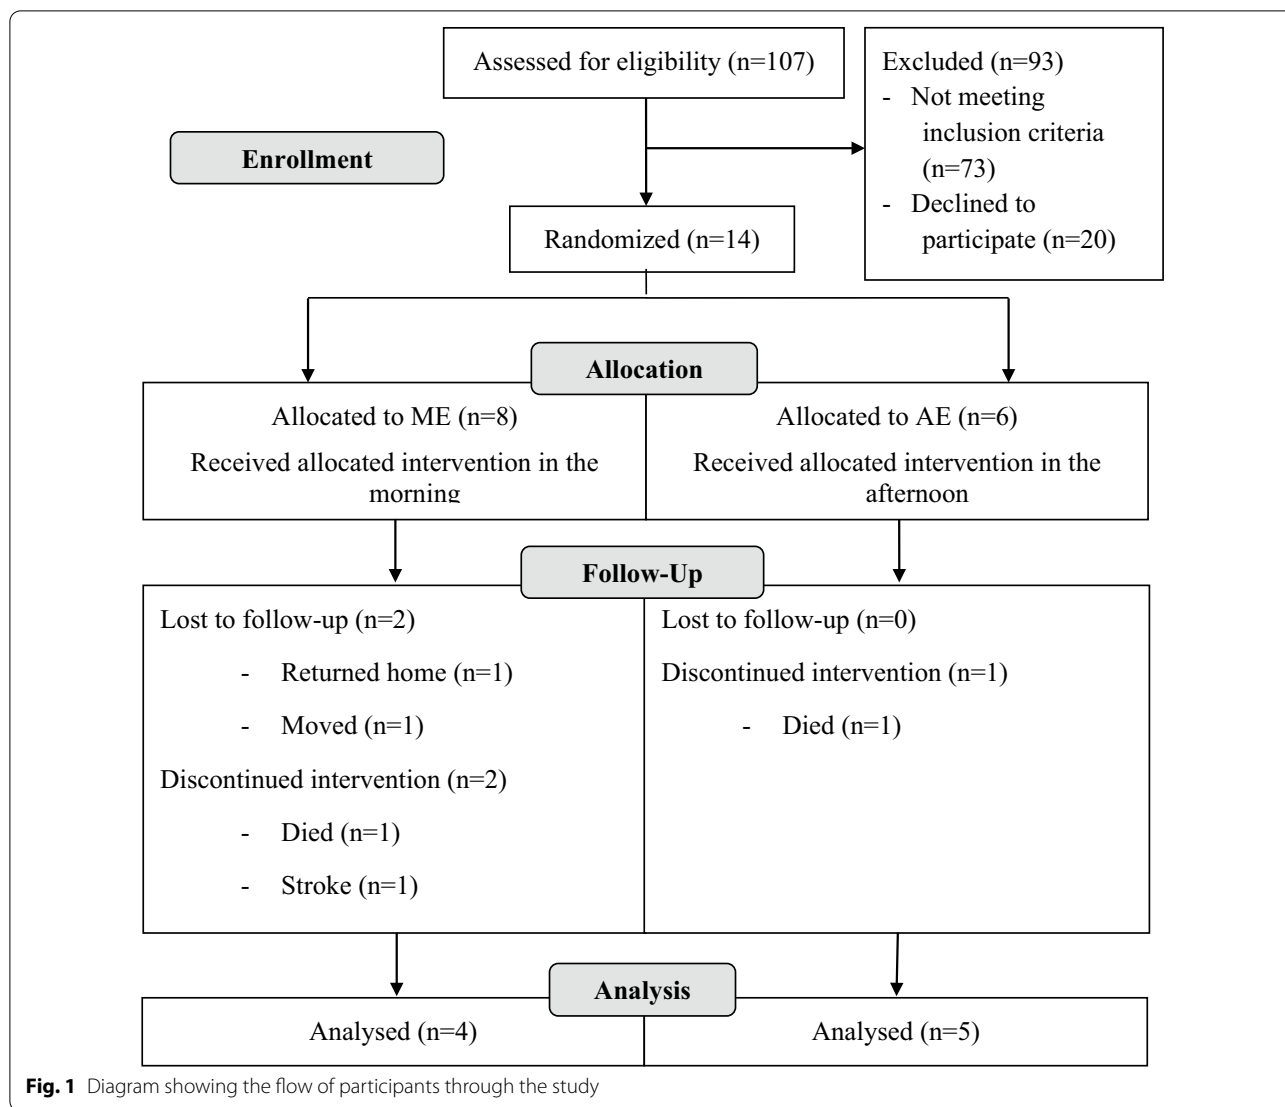 Assessed for eligibility (n=107)
Excluded (n=93)
- Not meeting
inclusion criteria
(n=73)
- Declined to
participate (n=20)
Enrollment
Randomized (n=14)
Allocation
Allocated to ME (n=8)
Received allocated intervention in the
morning
Allocated to AE (n=6)
Received allocated intervention in the
afternoon
Follow-Up
Lost to follow-up (n=2)
- Returned home (n=1)
- Moved (n=1)
Discontinued intervention (n=2)
- Died (n=1)
- Stroke (n=1)
Lost to follow-up (n=0)
Discontinued intervention (n=1)
- Died (n=1)
Analysis
Analysed (n=4)
Analysed (n=5)
Fig. 1 Diagram showing the flow of participants through the study